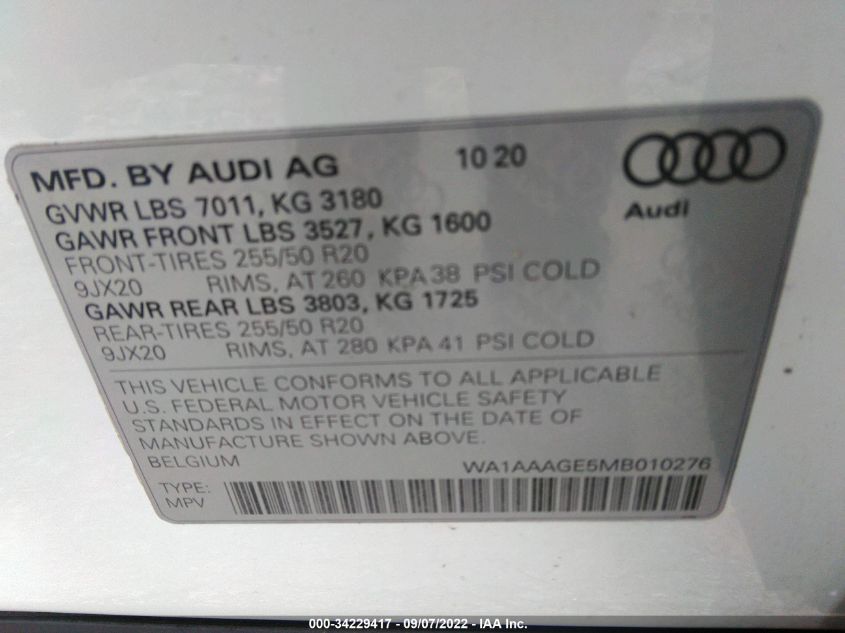 MFD. BY AUDI AG 10 20
Audi
GVWR LBS 7011, KG 3180
GAWR FRONT LBS 3527, KG 1600
FRONT-TIRES 255/50 R20
9JX20 RIMS, AT 260 KPA 38 PSI COLD
GAWR REAR LBS 3803, KG 1725
REAR-TIRES 255/50 R20
9JX20 RIMS, AT 280 KPA 41 PSI COLD
THIS VEHICLE CONFORMS TO ALL APPLICABLE
U.S. FEDERAL MOTOR VEHICLE SAFETY
STANDARDS IN EFFECT ON THE DATE OF
MANUFACTURE SHOWN ABOVE.
BELGIUM WA1AAAGE5MB010276
TYPE:
MPV
000-34229417 - 09/07/2022 - IAA Inc.